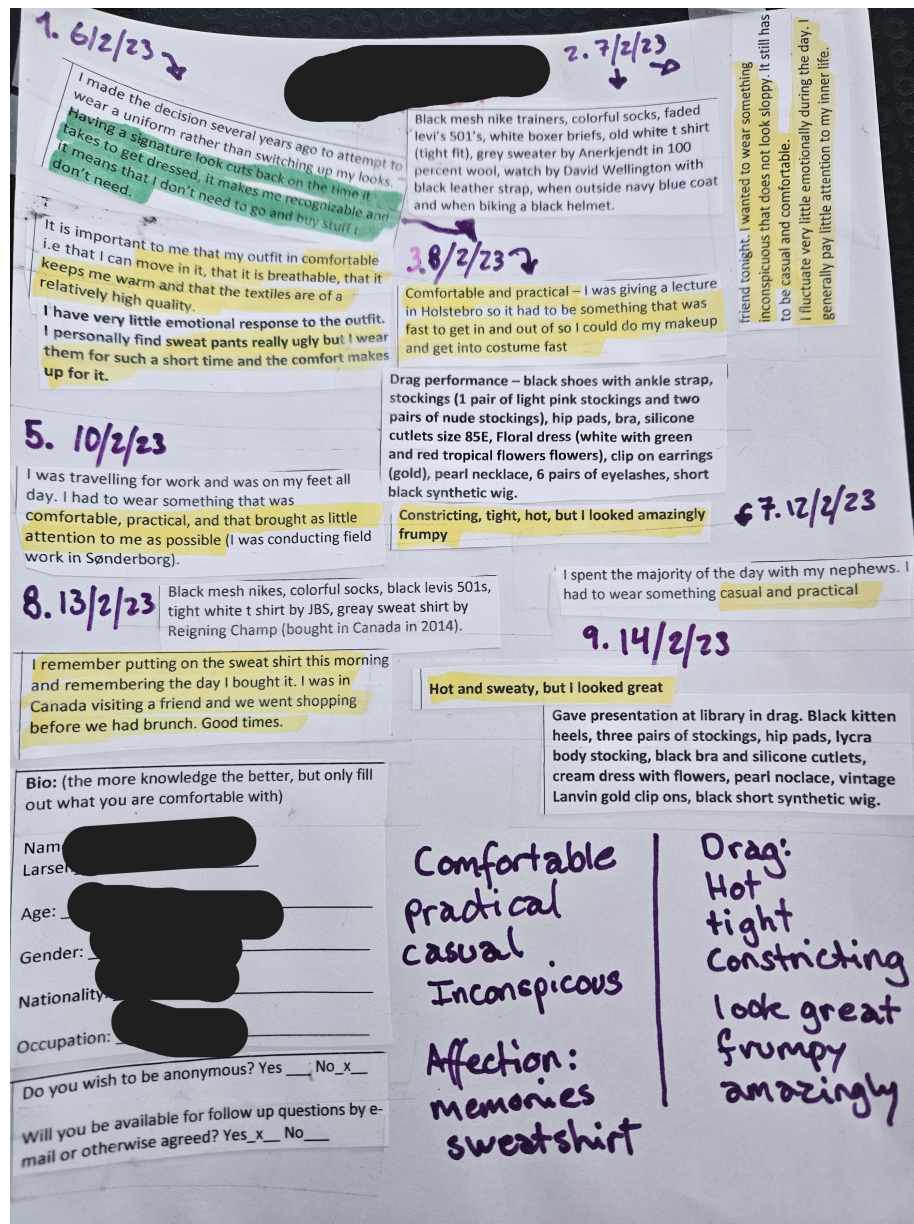 1. 6/2/23
I made the decision several years ago to attempt to
wear a uniform rather than switching up my looks.
Having a signature look cuts back on the time it
takes to get dressed, it makes me recognizable and
it means that I don't need to go and buy stuff I
don't need.
It is important to me that my outfit in comfortable
i.e that I can move in it, that it is breathable, that it
keeps me warm and that the textiles are of a
relatively high quality.
I have very little emotional response to the outfit.
I personally find sweat pants really ugly but I wear
them for such a short time and the comfort makes
up for it.
2. 7/2/23
Black mesh nike trainers, colorful socks, faded
levi's 501's, white boxer briefs, old white t shirt
(tight fit), grey sweater by Anerkjendt in 100
percent wool, watch by David Wellington with
black leather strap, when outside navy blue coat
and when biking a black helmet.
friend tonight. I wanted to wear something
inconspicuous that does not look sloppy. It still has
to be casual and comfortable.
I fluctuate very little emotionally during the day. I
generally pay little attention to my inner life.
3. 8/2/23
Comfortable and practical – I was giving a lecture
in Holstebro so it had to be something that was
fast to get in and out of so I could do my makeup
and get into costume fast
Drag performance – black shoes with ankle strap,
stockings (1 pair of light pink stockings and two
pairs of nude stockings), hip pads, bra, silicone
cutlets size 85E, Floral dress (white with green
and red tropical flowers flowers), clip on earrings
(gold), pearl necklace, 6 pairs of eyelashes, short
black synthetic wig.
Constricting, tight, hot, but I looked amazingly
frumpy
5. 10/2/23
I was travelling for work and was on my feet all
day. I had to wear something that was
comfortable, practical, and that brought as little
attention to me as possible (I was conducting field
work in Sønderborg).
7. 12/2/23
I spent the majority of the day with my nephews. I
had to wear something casual and practical
8. 13/2/23
Black mesh nikes, colorful socks, black levis 501s,
tight white t shirt by JBS, greay sweat shirt by
Reigning Champ (bought in Canada in 2014).
I remember putting on the sweat shirt this morning
and remembering the day I bought it. I was in
Canada visiting a friend and we went shopping
before we had brunch. Good times.
9. 14/2/23
Hot and sweaty, but I looked great
Gave presentation at library in drag. Black kitten
heels, three pairs of stockings, hip pads, lycra
body stocking, black bra and silicone cutlets,
cream dress with flowers, pearl noclace, vintage
Lanvin gold clip ons, black short synthetic wig.
Bio: (the more knowledge the better, but only fill
out what you are comfortable with)
Nam
Larsen
Age:
Gender:
Nationality
Occupation:
Do you wish to be anonymous? Yes ___ No_x__
Will you be available for follow up questions by e-
mail or otherwise agreed? Yes_x__ No___
Comfortable
practical
casual
Inconspicous
Affection:
memories
sweatshirt
Drag:
Hot
tight
Constricting
look great
frumpy
amazingly